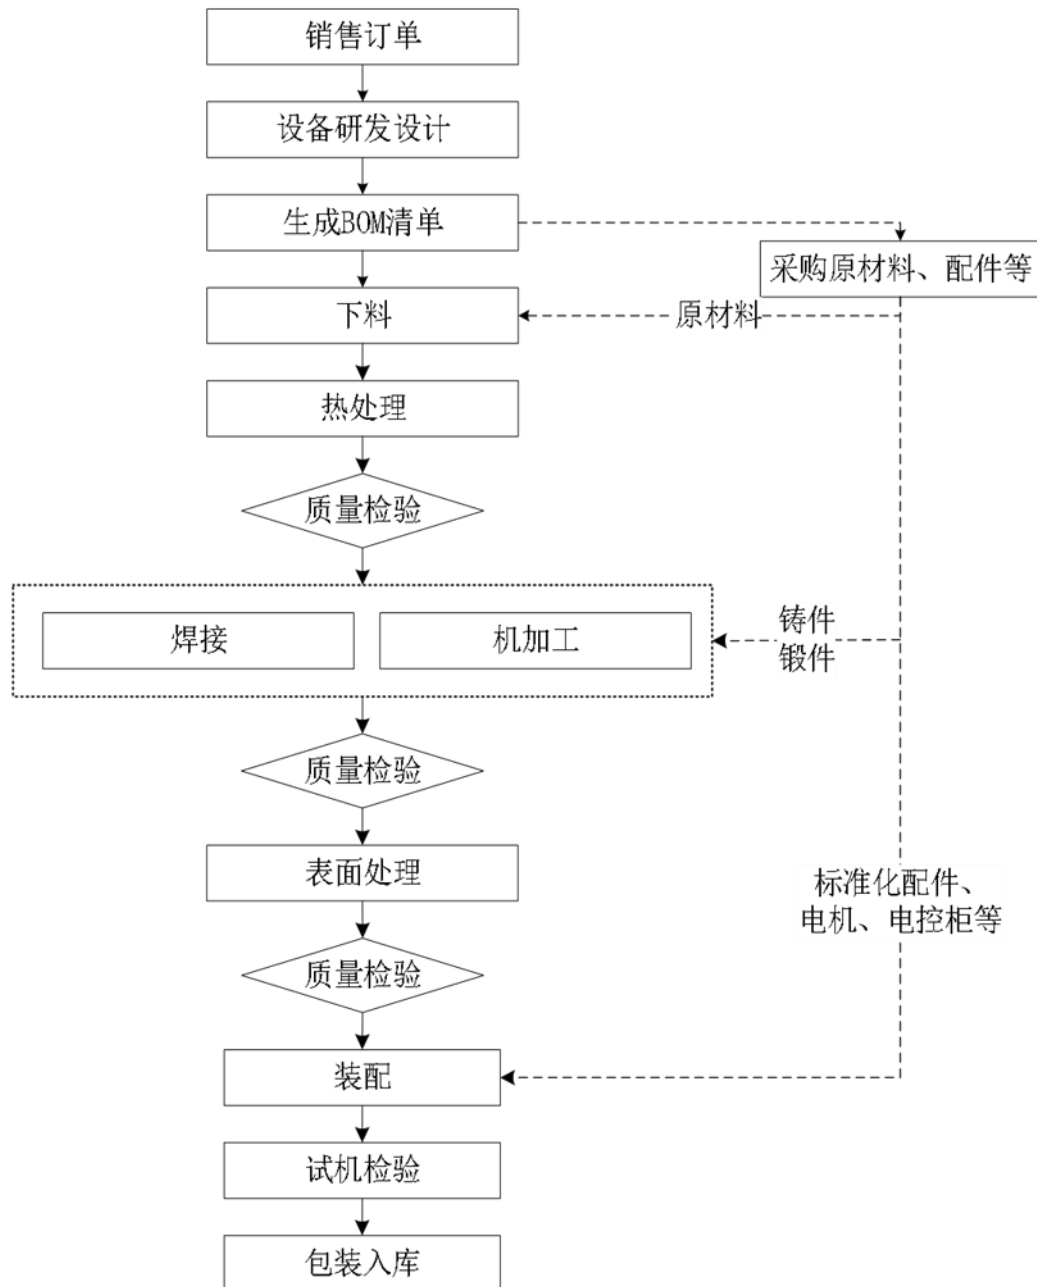 销售订单
设备研发设计
生成BOM清单
采购原材料、配件等
下料
原材料
热处理
质量检验
焊接
机加工
铸件
锻件
质量检验
表面处理
标准化配件、
电机、电控柜等
质量检验
装配
试机检验
包装入库